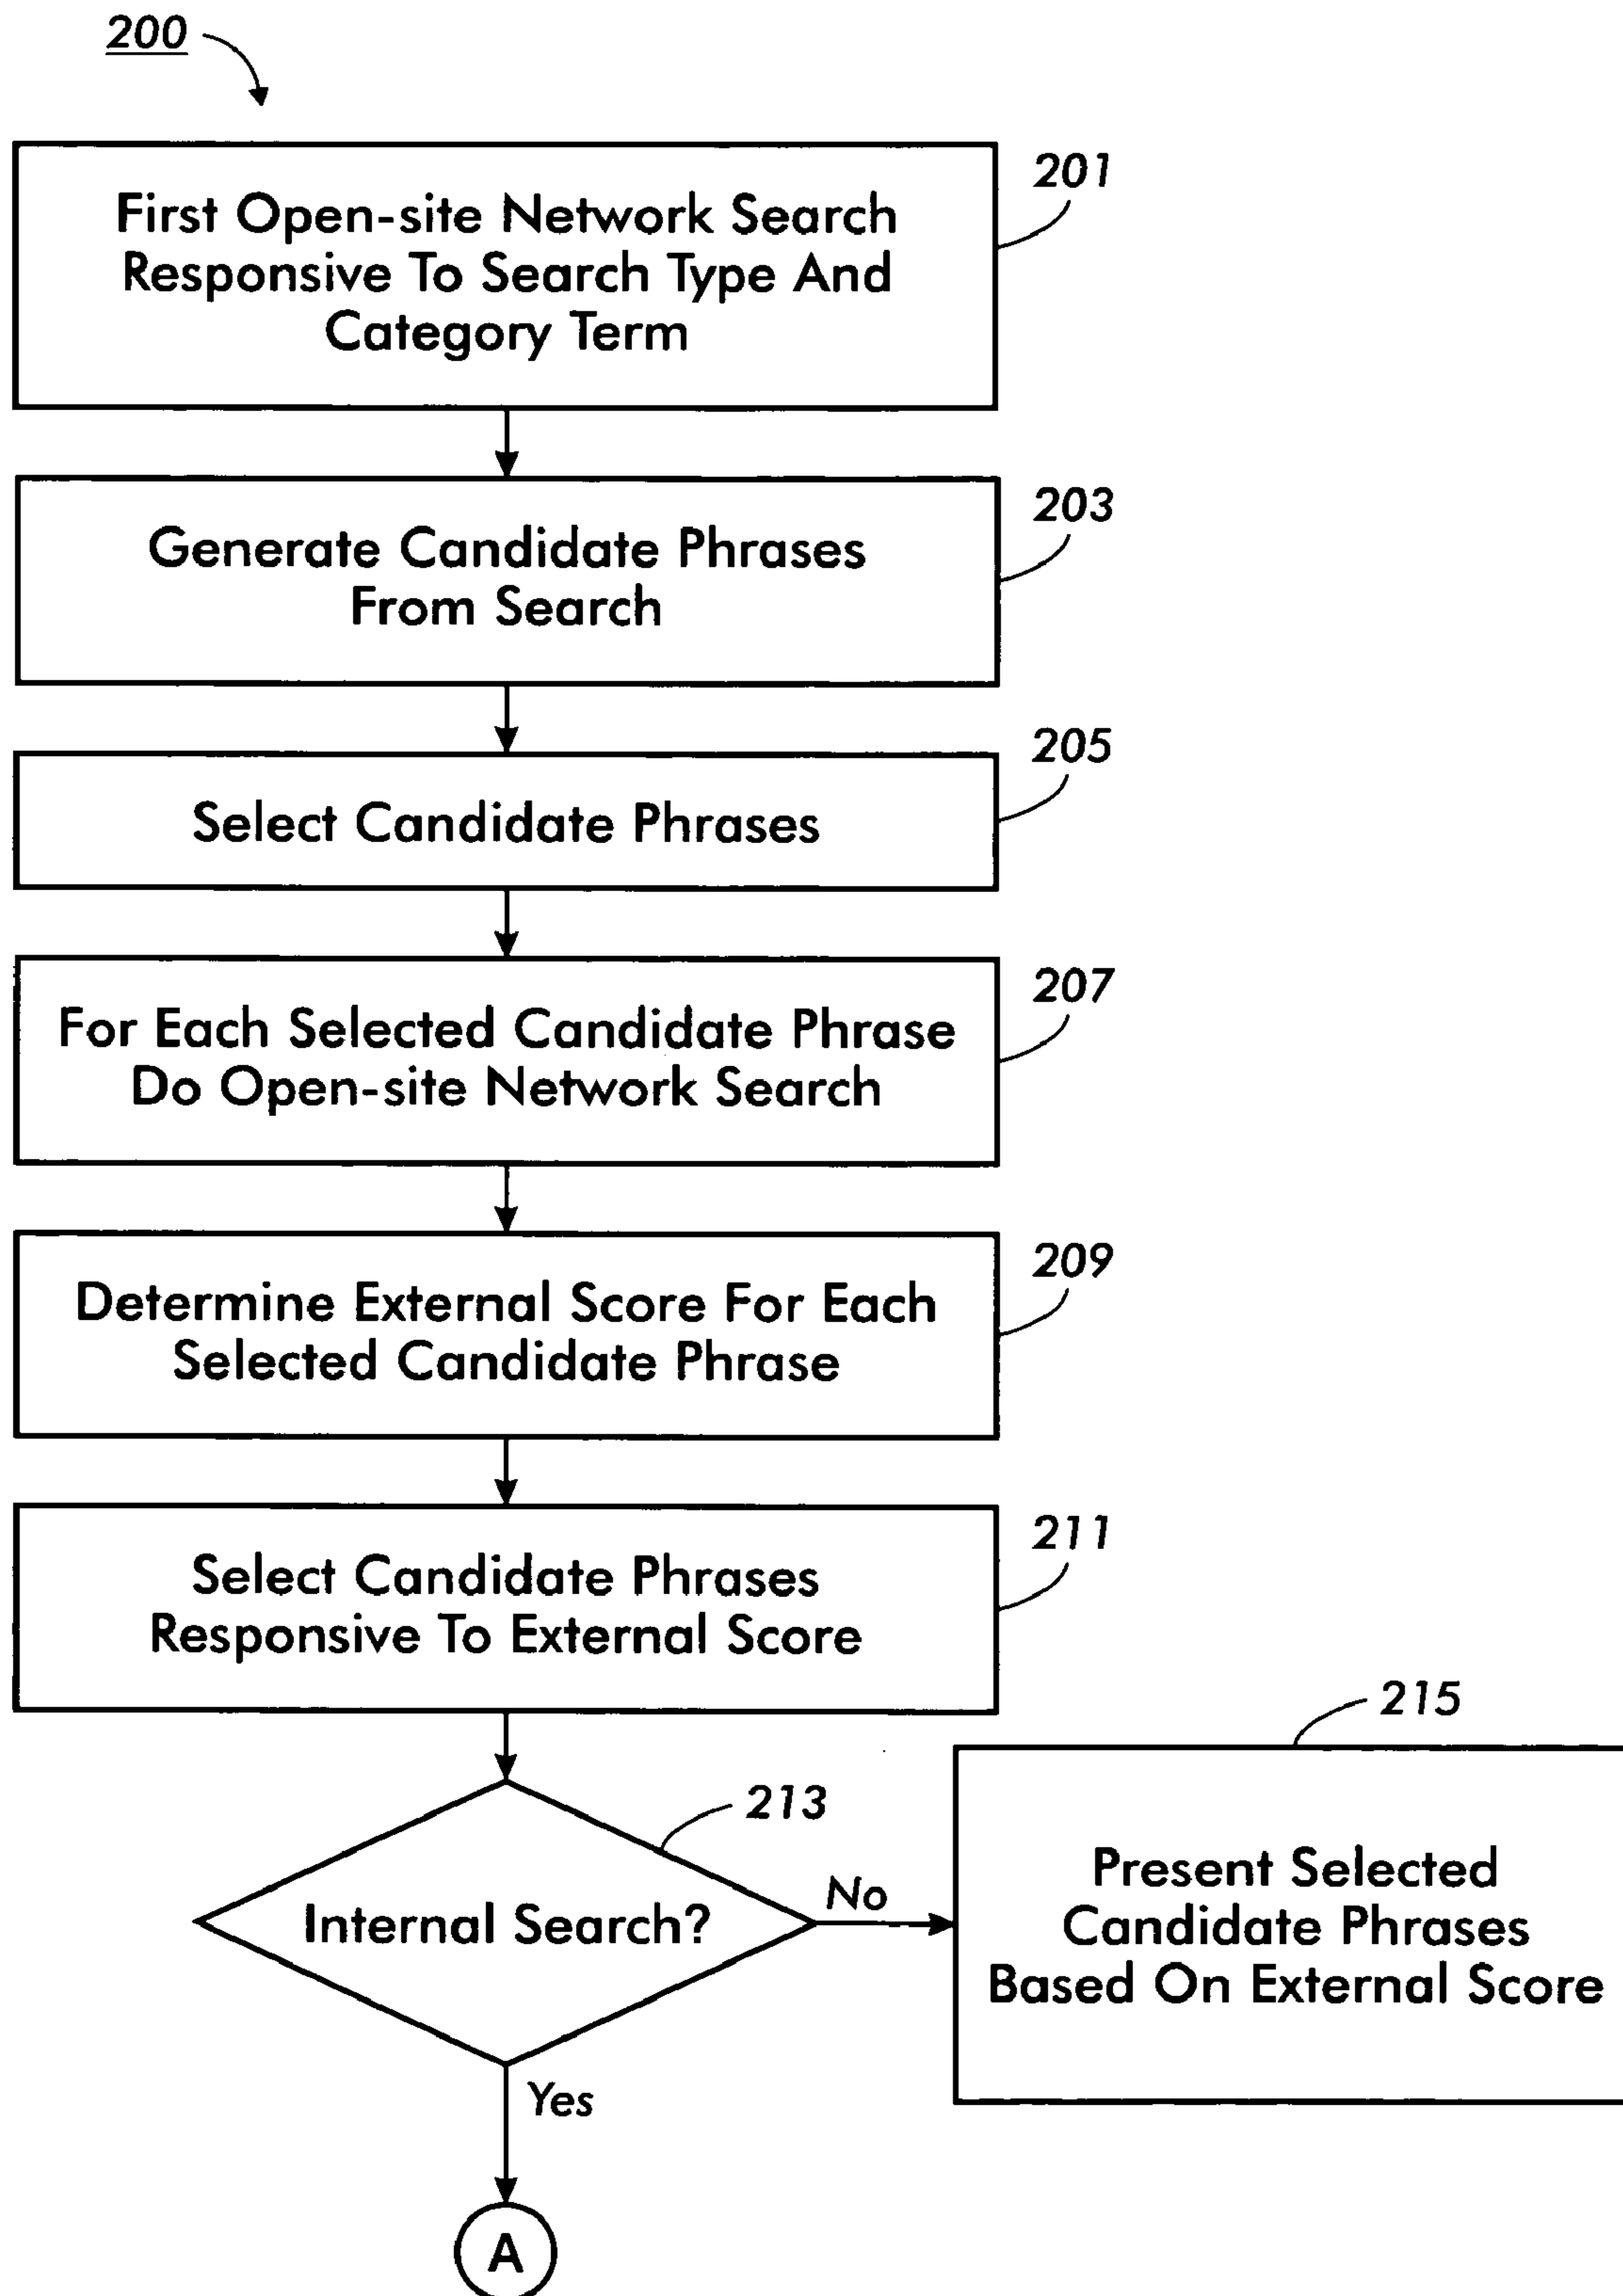 200
201
First Open-site Network Search
Responsive To Search Type And
Category Term
203
Generate Candidate Phrases
From Search
205
Select Candidate Phrases
207
For Each Selected Candidate Phrase
Do Open-site Network Search
209
Determine External Score For Each
Selected Candidate Phrase
211
Select Candidate Phrases
Responsive To External Score
213
Internal Search?
No
215
Present Selected
Candidate Phrases
Based On External Score
Yes
A